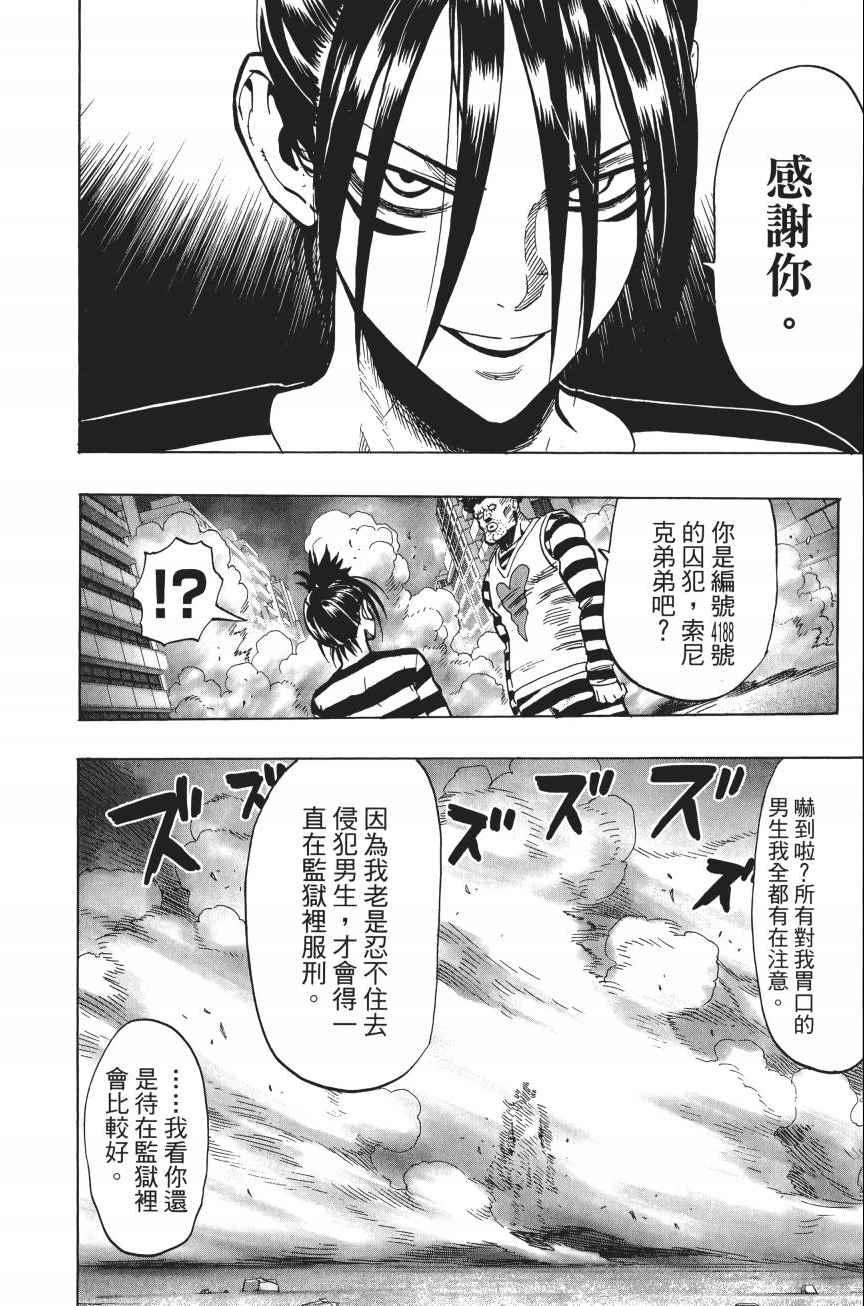 感謝你。
你是編號4188號
的囚犯，索尼
克弟弟吧？
!?
嚇到啦？所有對我胃口的
男生我全都有在注意。
ズズズ
因為我老是忍不住去
侵犯男生，才會得一
直在監獄裡服刑。
ズズ
……我看你還
是待在監獄裡
會比較好。